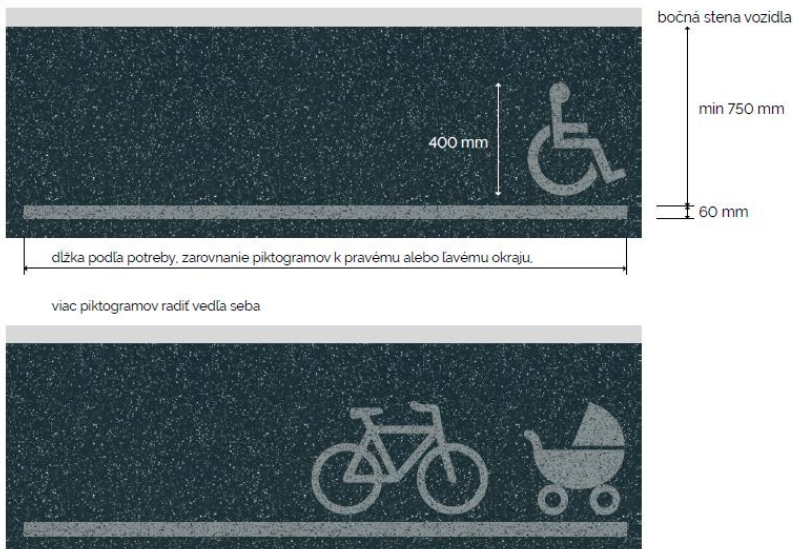 bočná stena vozidla
min 750 mm
400 mm
60 mm
dĺžka podľa potreby, zarovnanie piktogramov k pravému alebo ľavému okraju,
viac piktogramov radiť vedľa seba